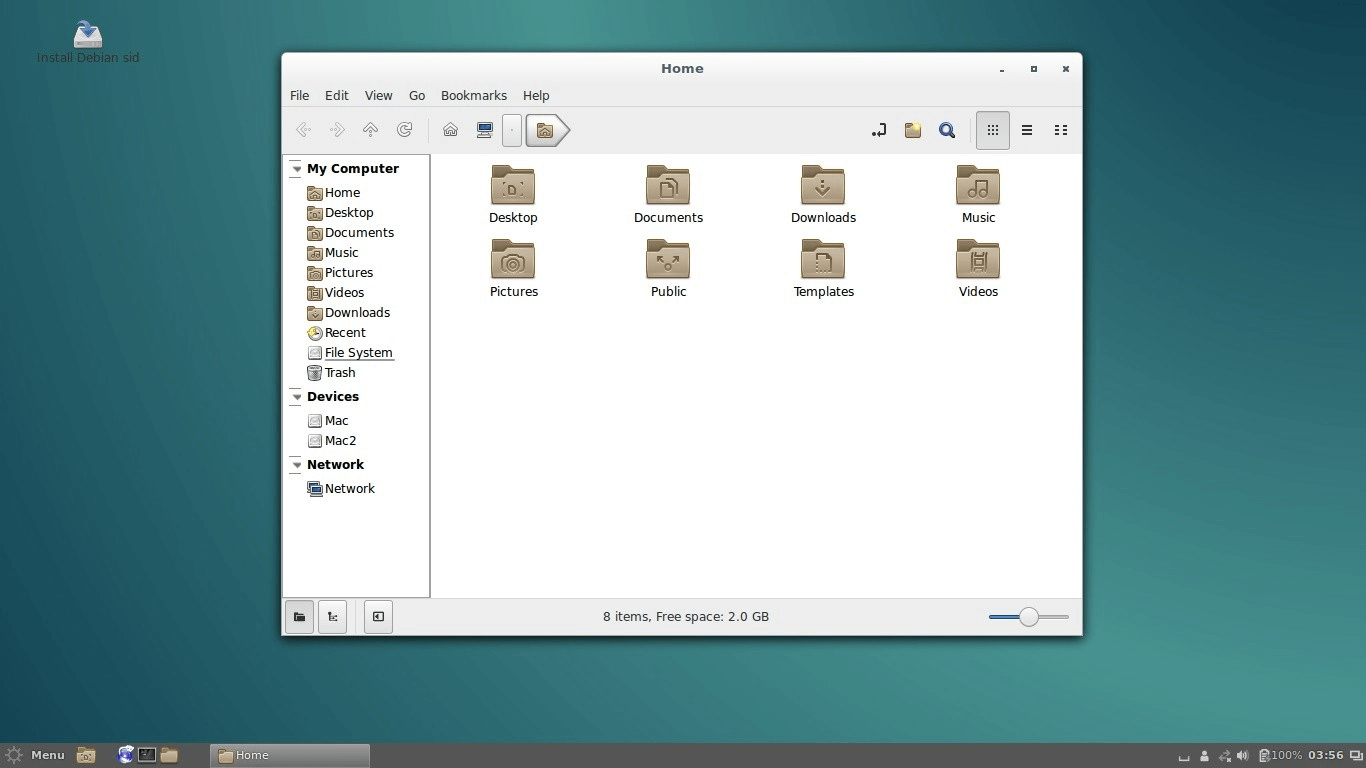 Install Debian sid
Home
File Edit View Go Bookmarks Help
My Computer
Home
Desktop
Documents
Music
Pictures
Videos
Downloads
Recent
File System
Trash
Devices
Mac
Mac2
Network
Network
Desktop Documents Downloads Music
Pictures Public Templates Videos
8 items, Free space: 2.0 GB
Menu Home 100% 03:56